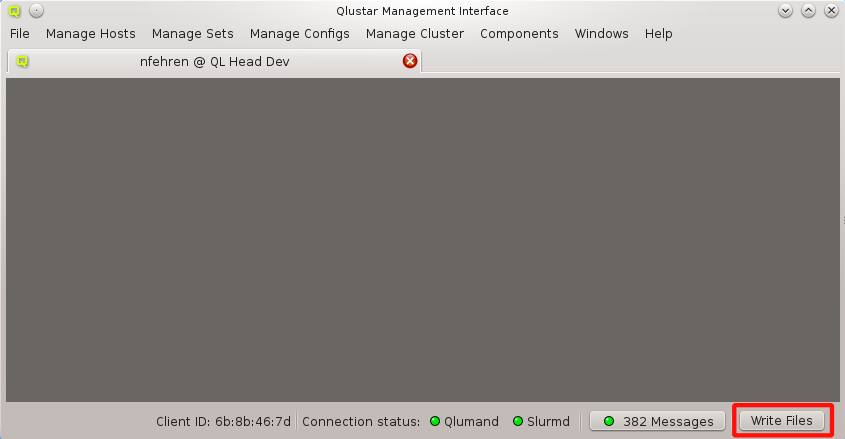 Qlustar Management Interface
File Manage Hosts Manage Sets Manage Configs Manage Cluster Components Windows Help
nfehren @ QL Head Dev
Client ID: 6b:8b:46:7d Connection status: Qlumand Slurmd 382 Messages Write Files